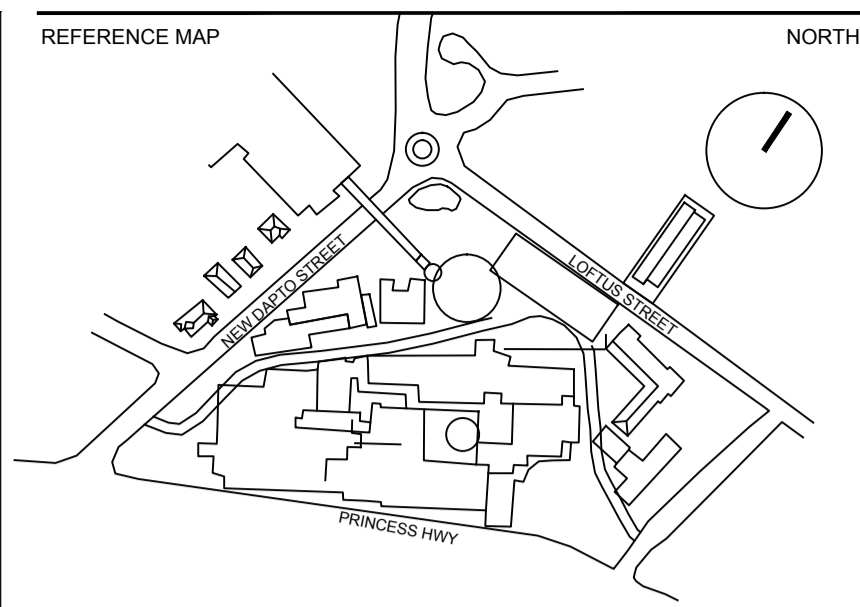 REFERENCE MAP
NORTH
NEW DAPTO STREET
LOFTUS STREET
PRINCESS HWY